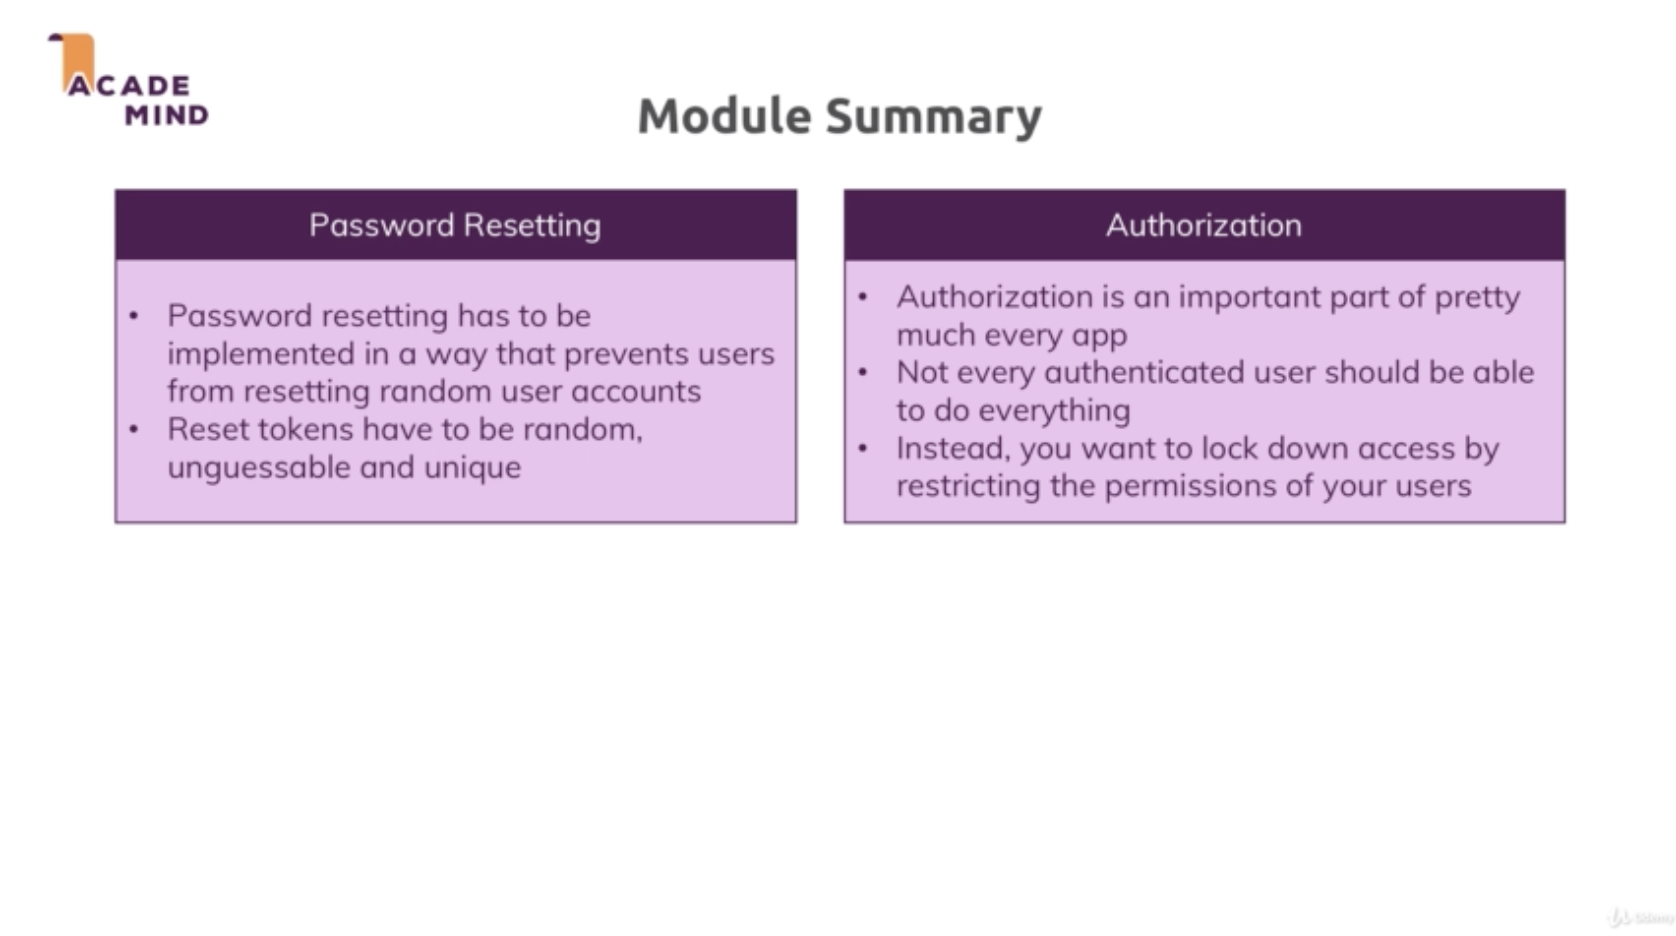 ACADE
MIND
Module Summary
Password Resetting
• Password resetting has to be
implemented in a way that prevents users
from resetting random user accounts
• Reset tokens have to be random,
unguessable and unique
Authorization
• Authorization is an important part of pretty
much every app
• Not every authenticated user should be able
to do everything
• Instead, you want to lock down access by
restricting the permissions of your users
Udemy